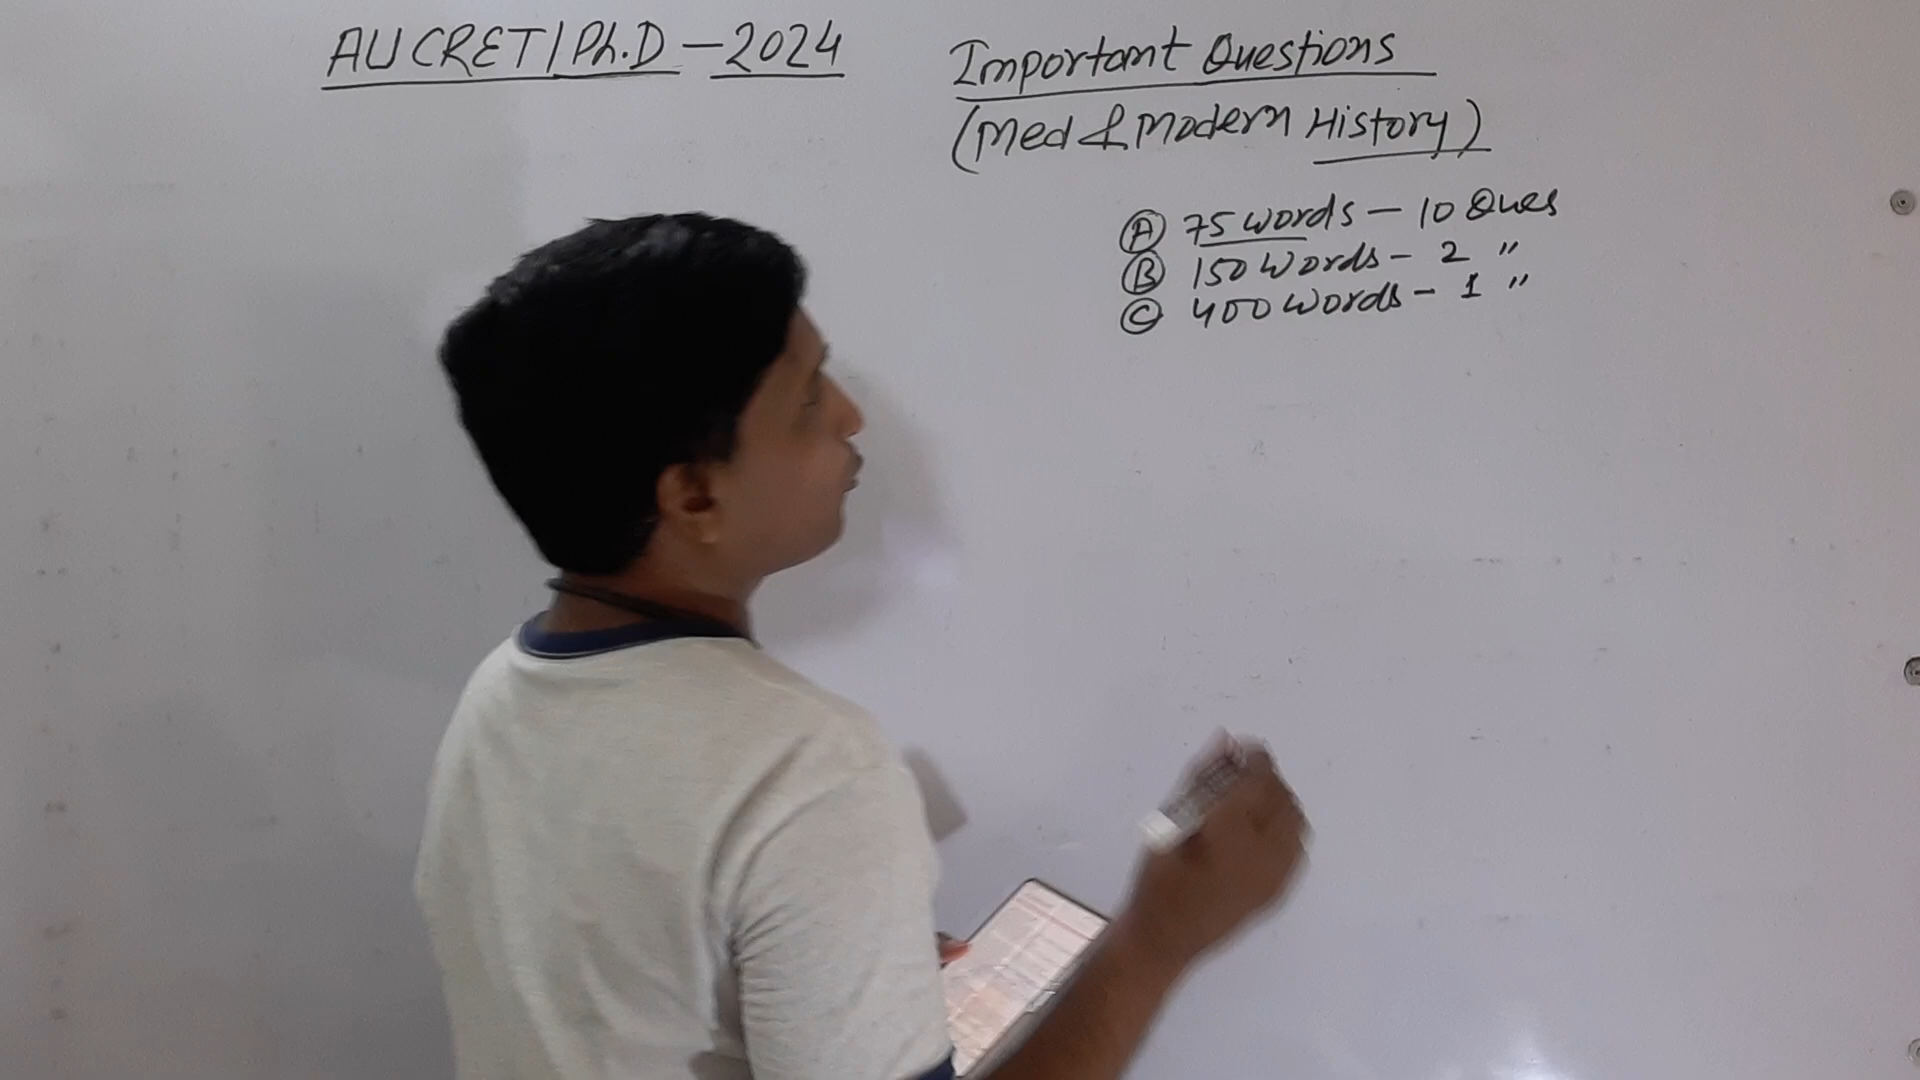 AU CRET/Ph.D - 2024
Important Questions
(Med & Modern History)
Ⓐ 75 words - 10 Ques
Ⓑ 150 Words - 2 "
Ⓒ 400 words - 1 "